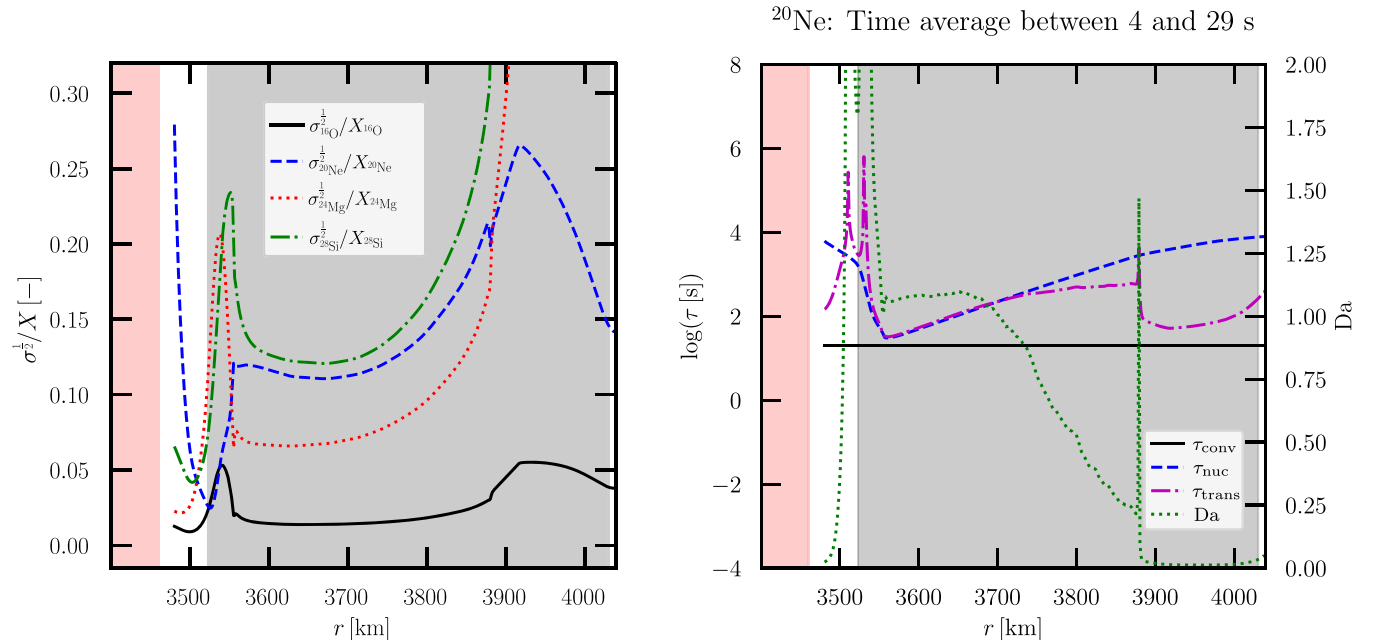 ²⁰Ne: Time average between 4 and 29 s
0.30
0.25
0.20
0.15
0.10
0.05
0.00
σ^{1/2}/X [−]
σ^{1/2}_{¹⁶O}/X_{¹⁶O}
σ^{1/2}_{²⁰Ne}/X_{²⁰Ne}
σ^{1/2}_{²⁴Mg}/X_{²⁴Mg}
σ^{1/2}_{²⁸Si}/X_{²⁸Si}
3500 3600 3700 3800 3900 4000
r [km]
8
6
4
2
0
−2
−4
log(τ [s])
τ_conv
τ_nuc
τ_trans
Da
2.00
1.75
1.50
1.25
1.00
0.75
0.50
0.25
0.00
Da
3500 3600 3700 3800 3900 4000
r [km]